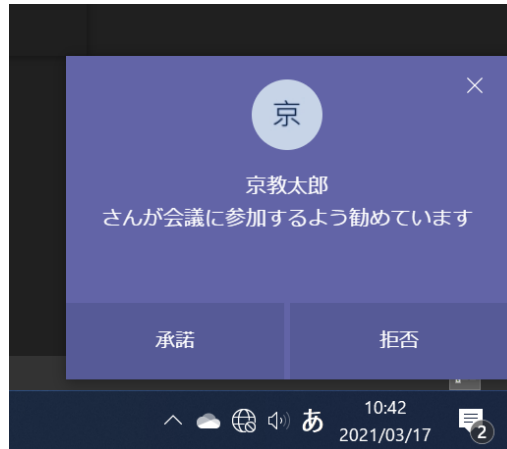 京
京教太郎
さんが会議に参加するよう勧めています
承諾
拒否
あ
10:42
2021/03/17
2